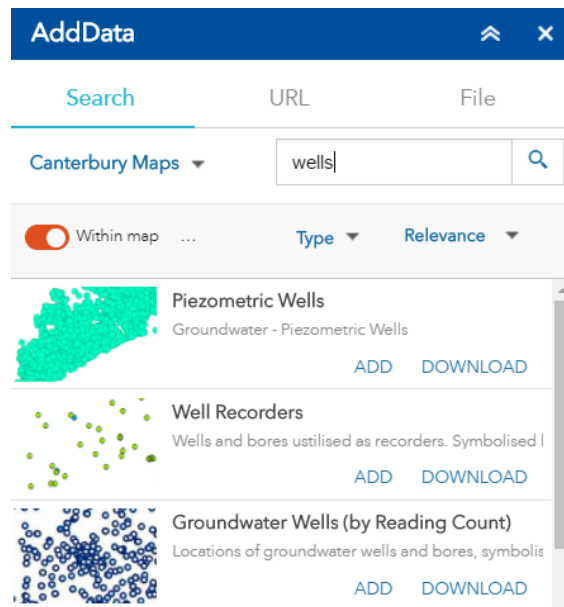 AddData
Search URL File
Canterbury Maps wells
Within map ... Type Relevance
Piezometric Wells
Groundwater - Piezometric Wells
ADD DOWNLOAD
Well Recorders
Wells and bores ustilised as recorders. Symbolised
ADD DOWNLOAD
Groundwater Wells (by Reading Count)
Locations of groundwater wells and bores, symbolis
ADD DOWNLOAD